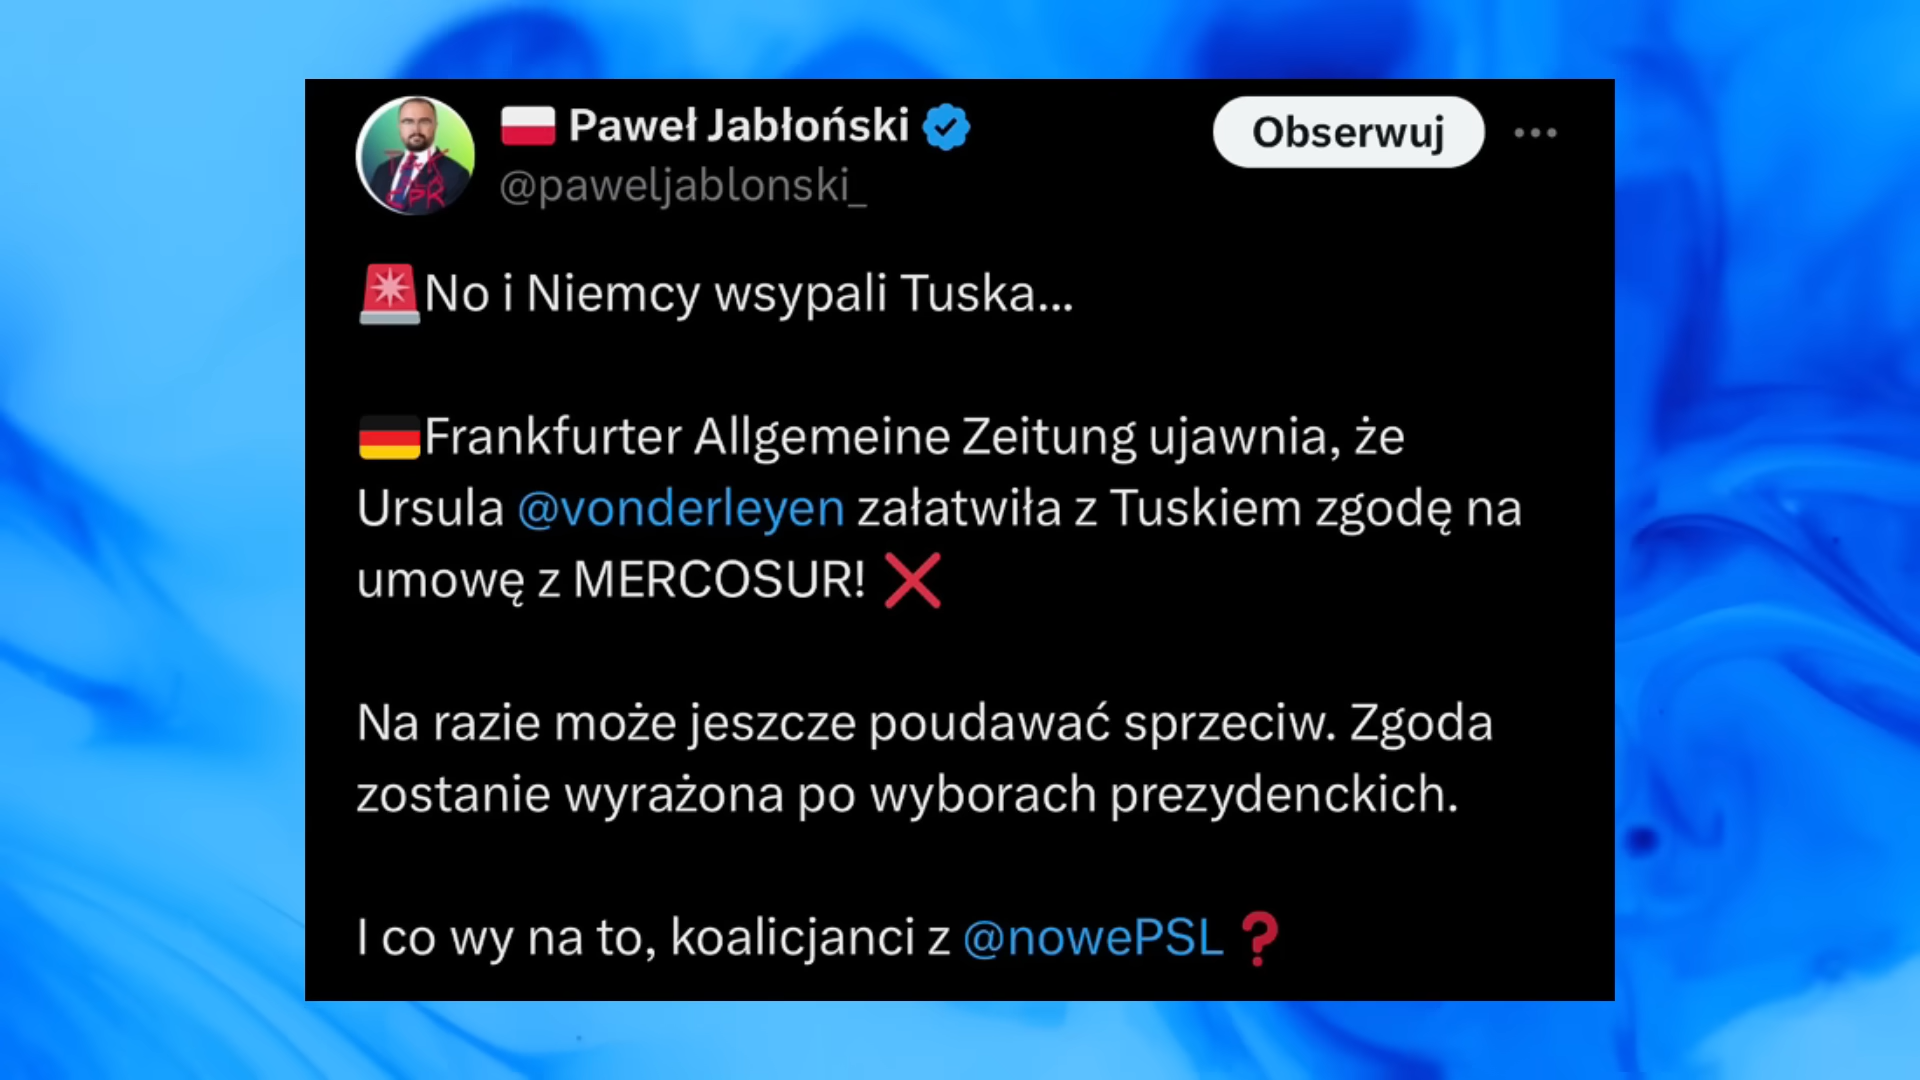 Paweł Jabłoński
Obserwuj
@paweljablonski_
No i Niemcy wsypali Tuska...
Frankfurter Allgemeine Zeitung ujawnia, że
Ursula @vonderleyen załatwiła z Tuskiem zgodę na
umowę z MERCOSUR!
Na razie może jeszcze poudawać sprzeciw. Zgoda
zostanie wyrażona po wyborach prezydenckich.
I co wy na to, koalicjanci z @nowePSL